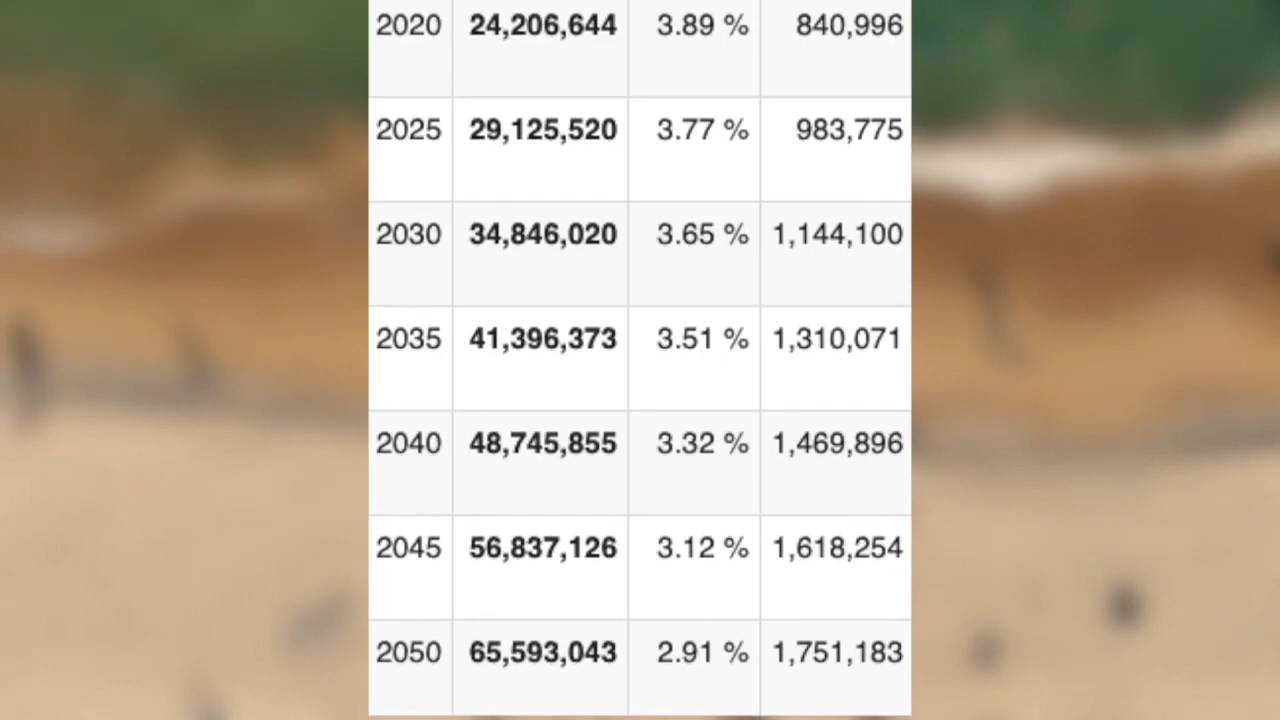 2020 24,206,644 3.89 % 840,996
2025 29,125,520 3.77 % 983,775
2030 34,846,020 3.65 % 1,144,100
2035 41,396,373 3.51 % 1,310,071
2040 48,745,855 3.32 % 1,469,896
2045 56,837,126 3.12 % 1,618,254
2050 65,593,043 2.91 % 1,751,183